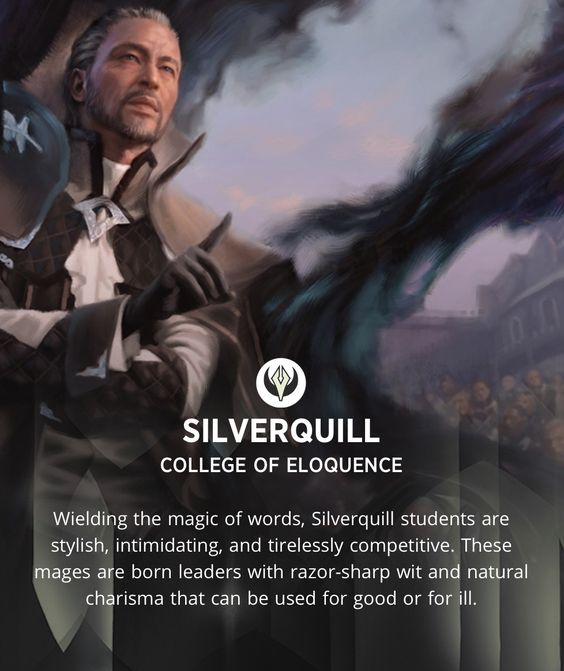 SILVERQUILL
COLLEGE OF ELOQUENCE
Wielding the magic of words, Silverquill students are
stylish, intimidating, and tirelessly competitive. These
mages are born leaders with razor-sharp wit and natural
charisma that can be used for good or for ill.